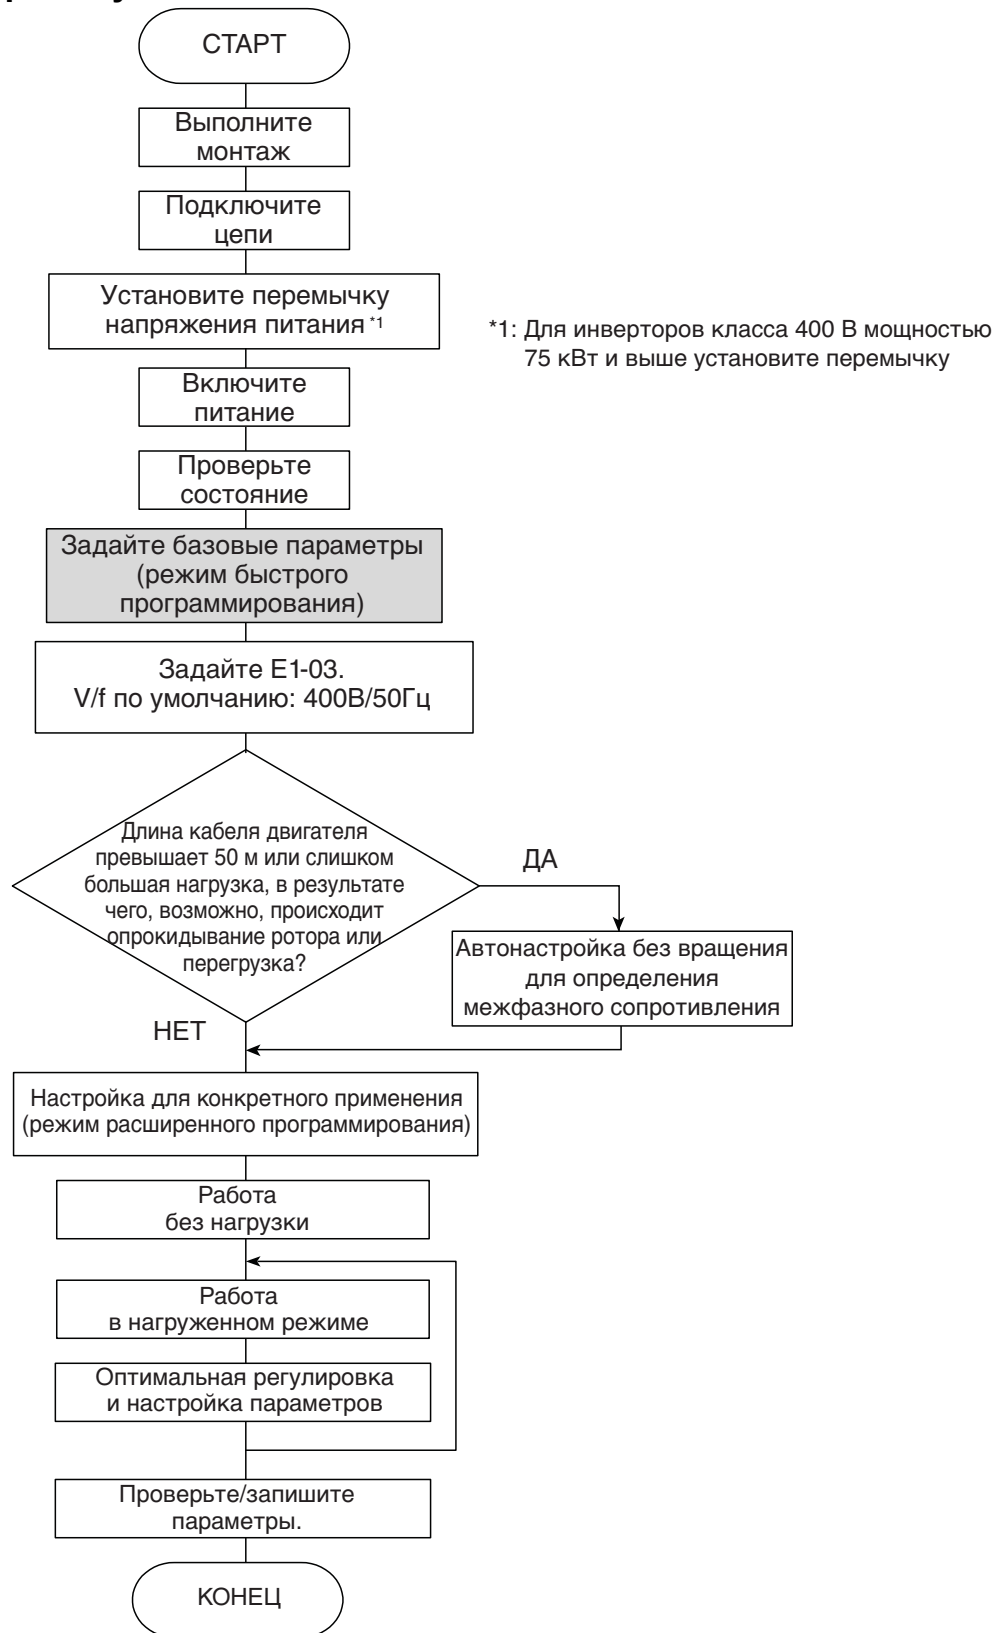 СТАРТ
Выполните
монтаж
Подключите
цепи
Установите перемычку
напряжения питания *1
*1: Для инверторов класса 400 В мощностью
75 кВт и выше установите перемычку
Включите
питание
Проверьте
состояние
Задайте базовые параметры
(режим быстрого
программирования)
Задайте E1-03.
V/f по умолчанию: 400В/50Гц
Длина кабеля двигателя
превышает 50 м или слишком
большая нагрузка, в результате
чего, возможно, происходит
опрокидывание ротора или
перегрузка?
ДА
Автонастройка без вращения
для определения
межфазного сопротивления
НЕТ
Настройка для конкретного применения
(режим расширенного программирования)
Работа
без нагрузки
Работа
в нагруженном режиме
Оптимальная регулировка
и настройка параметров
Проверьте/запишите
параметры.
КОНЕЦ